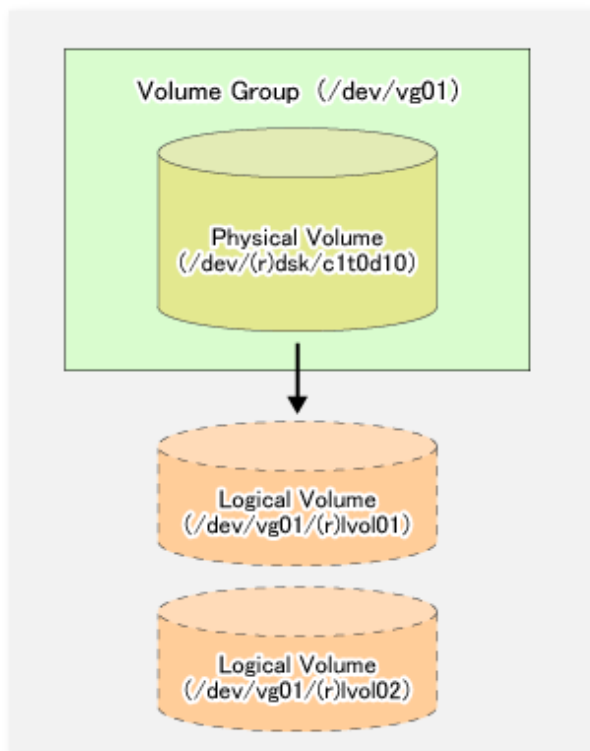 Volume Group (/dev/vg01)
Physical Volume
(/dev/(r)dsk/c1t0d10)
Logical Volume
(/dev/vg01/(r)lvol01)
Logical Volume
(/dev/vg01/(r)lvol02)